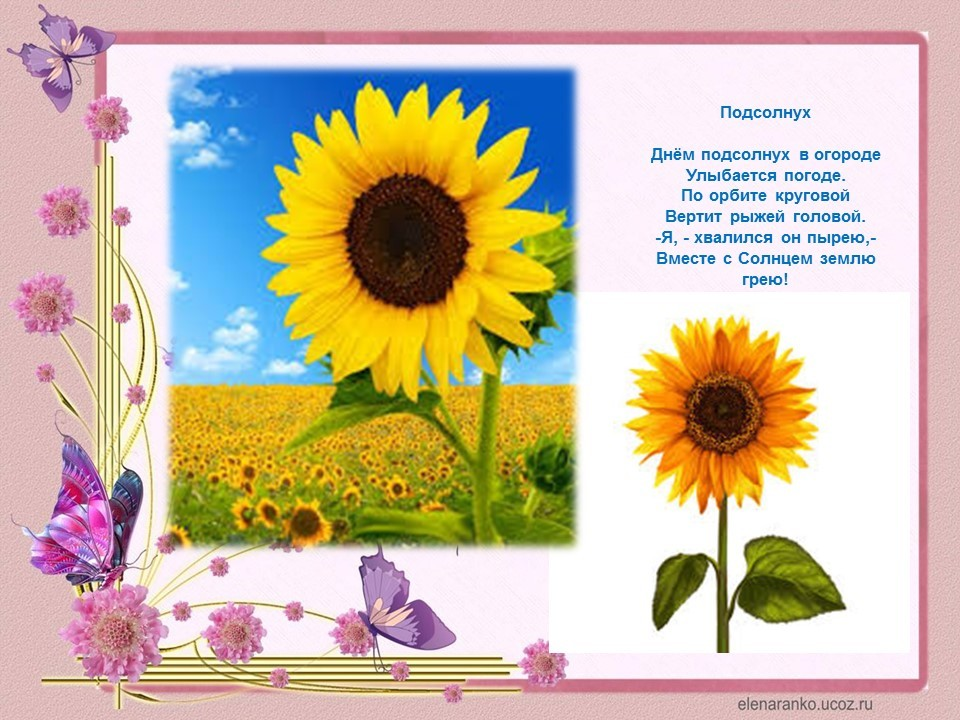 Подсолнух
Днём подсолнух в огороде
Улыбается погоде.
По орбите круговой
Вертит рыжей головой.
-Я, - хвалился он пырею,-
Вместе с Солнцем землю
грею!
elenaranko.ucoz.ru